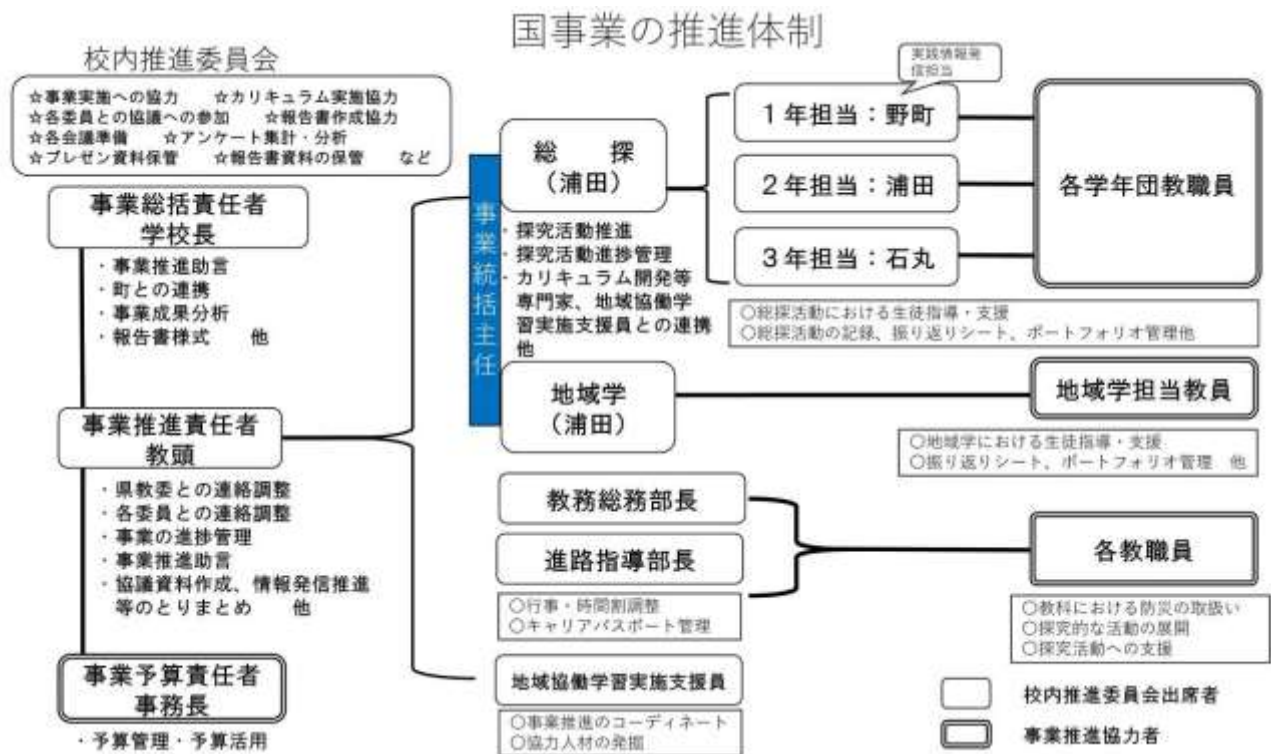 国事業の推進体制
校内推進委員会
☆事業実施への協力　☆カリキュラム実施協力
☆各委員との協議への参加　☆報告書作成協力
☆各会議準備　☆アンケート集計・分析
☆プレゼン資料保管　☆報告書資料の保管　など
事業総括責任者
学校長
・事業推進助言
・町との連携
・事業成果分析
・報告書様式　他
事業推進責任者
教頭
・県教委との連絡調整
・各委員との連絡調整
・事業の進捗管理
・事業推進助言
・協議資料作成、情報発信推進
等のとりまとめ　他
事業予算責任者
事務長
・予算管理・予算活用
事業統括主任
総　探
（浦田）
・探究活動推進
・探究活動進捗管理
・カリキュラム開発等
専門家、地域協働学
習実施支援員との連携
他
地域学
（浦田）
教務総務部長
進路指導部長
○行事・時間割調整
○キャリアパスポート管理
地域協働学習実施支援員
○事業推進のコーディネート
○協力人材の発掘
実践情報発
信担当
１年担当：野町
２年担当：浦田
３年担当：石丸
各学年団教職員
○総探活動における生徒指導・支援
○総探活動の記録、振り返りシート、ポートフォリオ管理他
地域学担当教員
○地域学における生徒指導・支援
○振り返りシート、ポートフォリオ管理　他
各教職員
○教科における防災の取扱い
○探究的な活動の展開
○探究活動への支援
校内推進委員会出席者
事業推進協力者